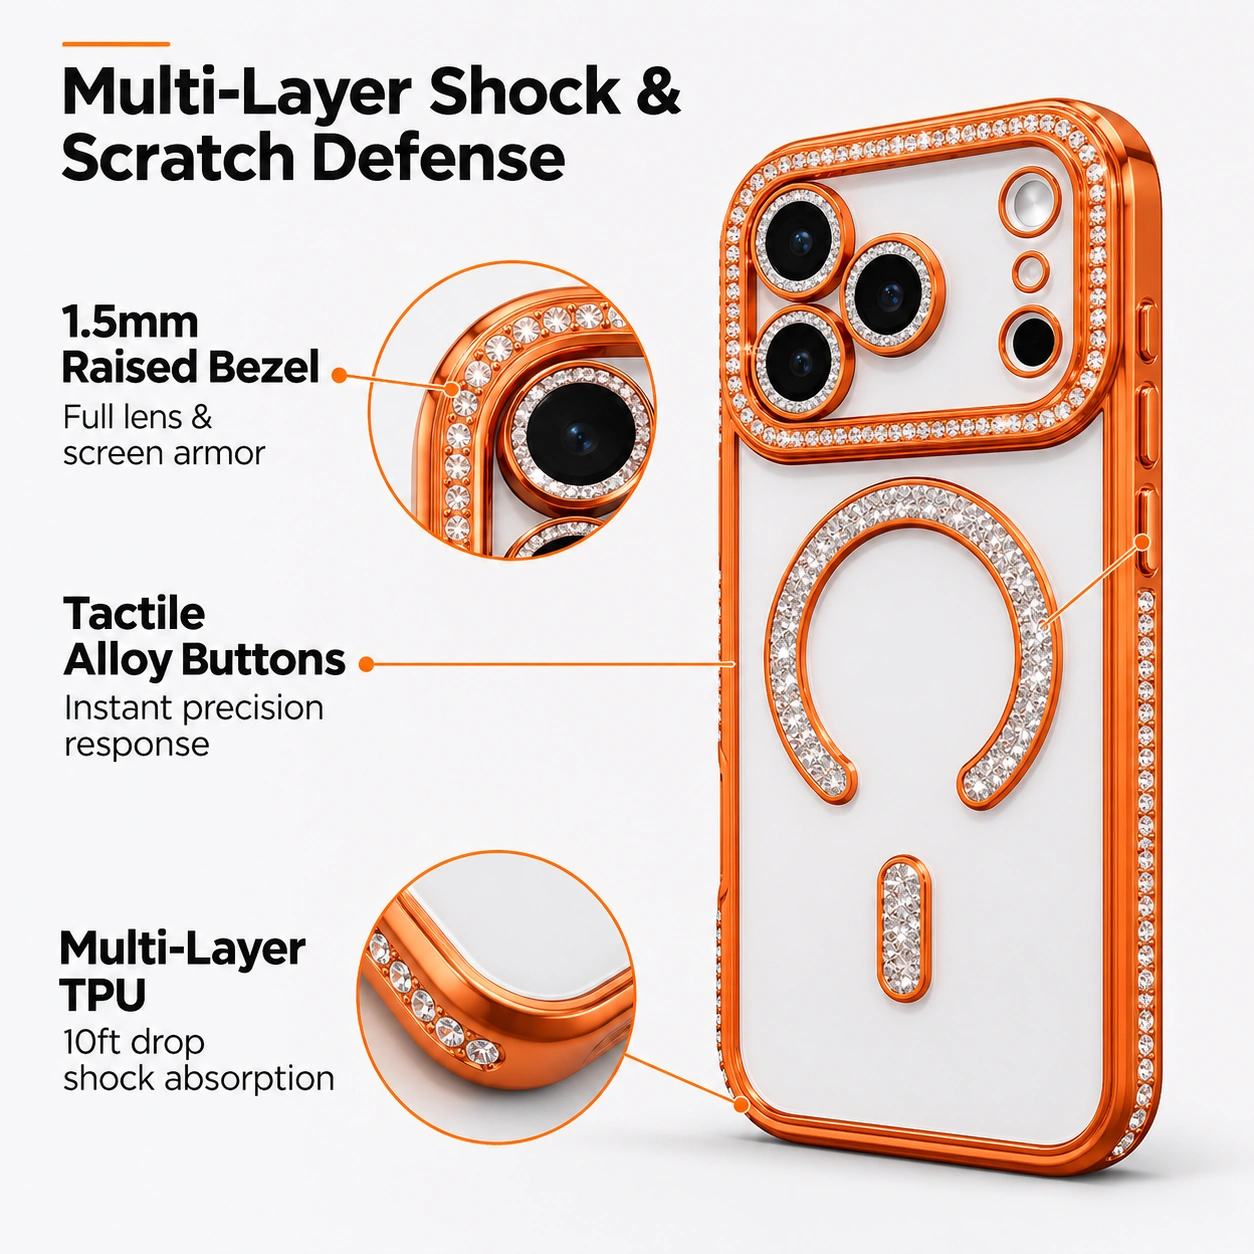 Multi-Layer Shock &
Scratch Defense
1.5mm
Raised Bezel
Full lens &
screen armor
Tactile
Alloy Buttons
Instant precision
response
Multi-Layer
TPU
10ft drop
shock absorption